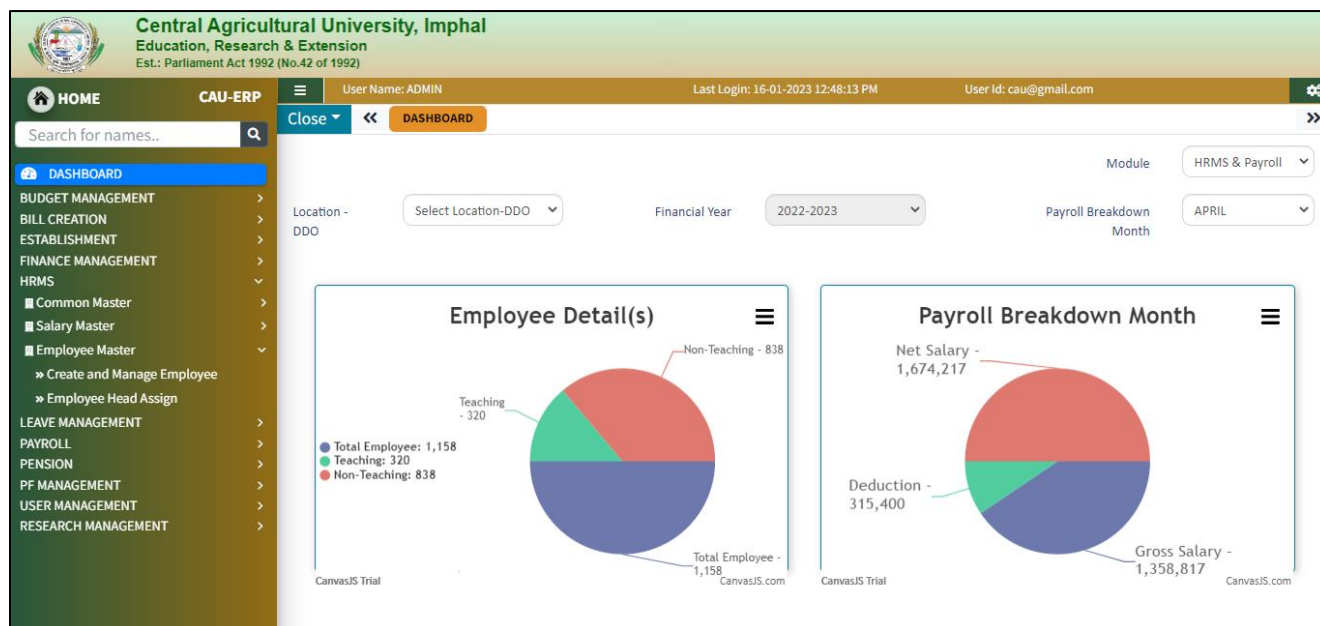 Central Agricultural University, Imphal
Education, Research & Extension
Est.: Parliament Act 1992 (No.42 of 1992)
HOME CAU-ERP
User Name: ADMIN Last Login: 16-01-2023 12:48:13 PM User Id: cau@gmail.com
Search for names..
Close DASHBOARD
DASHBOARD
BUDGET MANAGEMENT
BILL CREATION
ESTABLISHMENT
FINANCE MANAGEMENT
HRMS
Common Master
Salary Master
Employee Master
» Create and Manage Employee
» Employee Head Assign
LEAVE MANAGEMENT
PAYROLL
PENSION
PF MANAGEMENT
USER MANAGEMENT
RESEARCH MANAGEMENT
Module HRMS & Payroll
Location -
DDO
Select Location-DDO
Financial Year 2022-2023
Payroll Breakdown
Month
APRIL
Employee Detail(s)
Non-Teaching - 838
Teaching
- 320
Total Employee: 1,158
Teaching: 320
Non-Teaching: 838
Total Employee -
1,158
CanvasJS Trial CanvasJS.com
Payroll Breakdown Month
Net Salary -
1,674,217
Deduction -
315,400
Gross Salary -
1,358,817
CanvasJS Trial CanvasJS.com